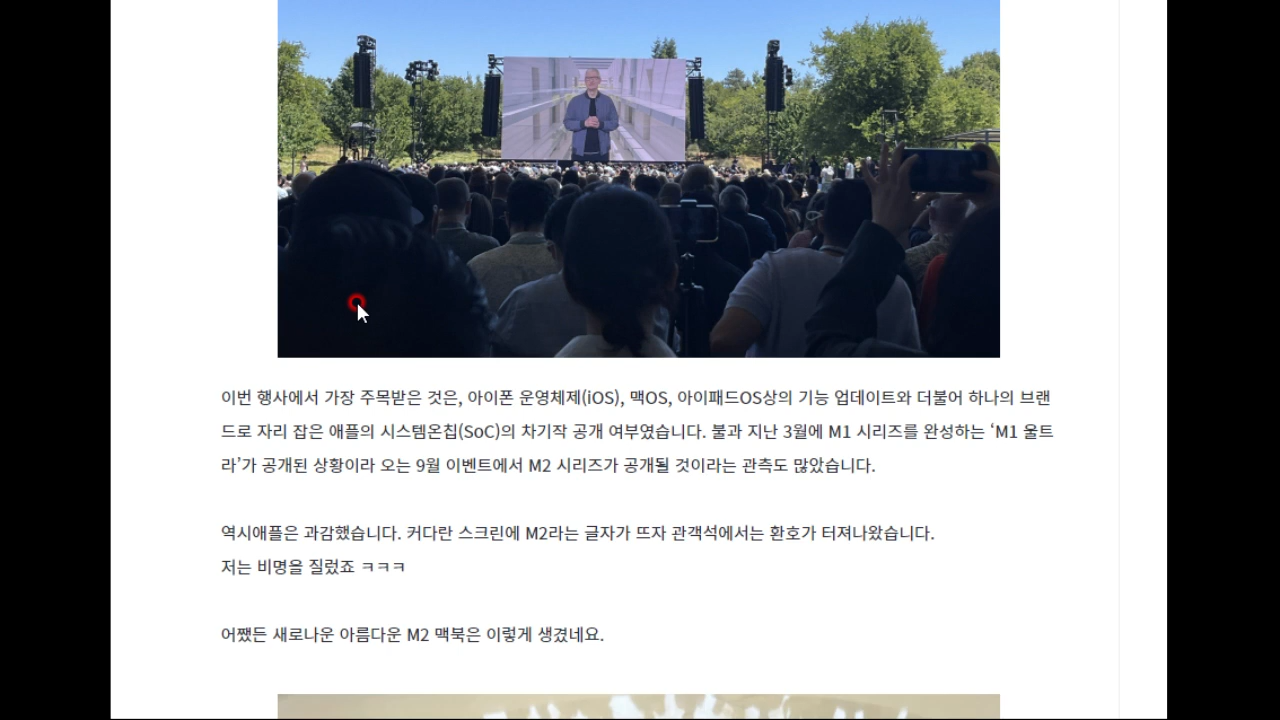 이번 행사에서 가장 주목받은 것은, 아이폰 운영체제(iOS), 맥OS, 아이패드OS상의 기능 업데이트와 더불어 하나의 브랜
드로 자리 잡은 애플의 시스템온칩(SoC)의 차기작 공개 여부였습니다. 불과 지난 3월에 M1 시리즈를 완성하는 ‘M1 울트
라’가 공개된 상황이라 오는 9월 이벤트에서 M2 시리즈가 공개될 것이라는 관측도 많았습니다.
역시애플은 과감했습니다. 커다란 스크린에 M2라는 글자가 뜨자 관객석에서는 환호가 터져나왔습니다.
저는 비명을 질렀죠 ㅋㅋㅋ
어쨌든 새로나운 아름다운 M2 맥북은 이렇게 생겼네요.